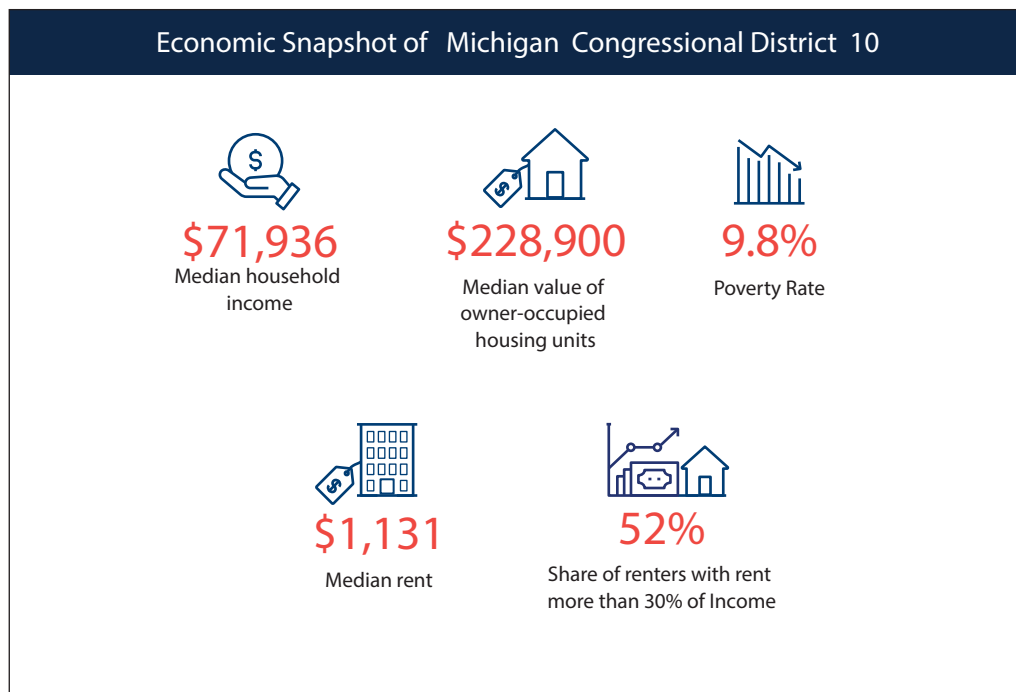 Economic Snapshot of Michigan Congressional District 10
$
$71,936
Median household
income
$
$228,900
Median value of
owner-occupied
housing units
9.8%
Poverty Rate
$
$1,131
Median rent
52%
Share of renters with rent
more than 30% of Income